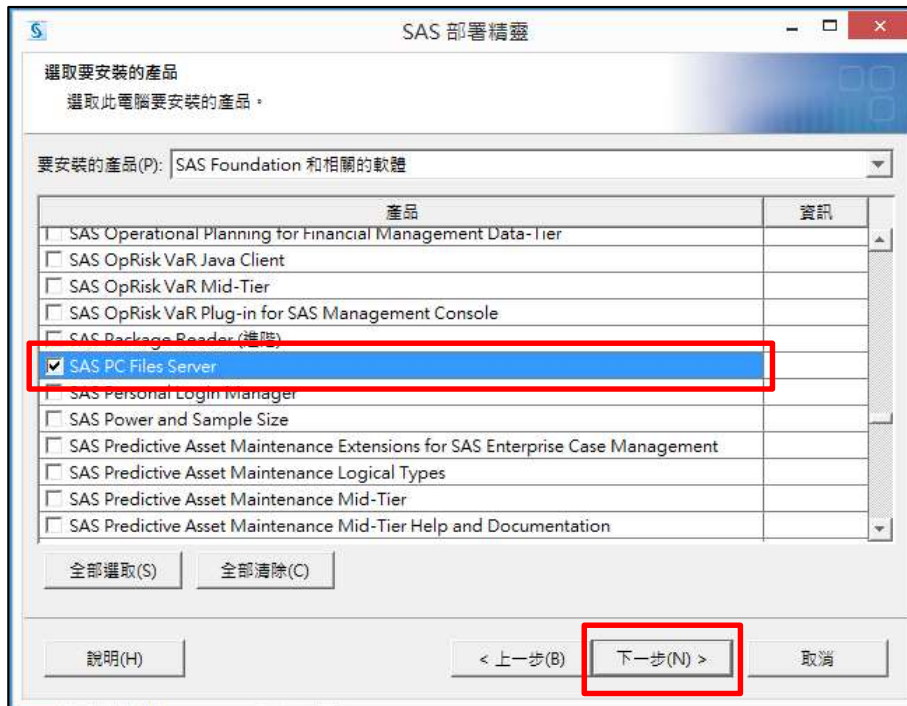 SAS 部署精靈
選取要安裝的產品
選取此電腦要安裝的產品。
要安裝的產品(P): SAS Foundation 和相關的軟體
產品 資訊
SAS Operational Planning for Financial Management Data-Tier
SAS OpRisk VaR Java Client
SAS OpRisk VaR Mid-Tier
SAS OpRisk VaR Plug-in for SAS Management Console
SAS Package Reader (進階)
SAS PC Files Server
SAS Personal Login Manager
SAS Power and Sample Size
SAS Predictive Asset Maintenance Extensions for SAS Enterprise Case Management
SAS Predictive Asset Maintenance Logical Types
SAS Predictive Asset Maintenance Mid-Tier
SAS Predictive Asset Maintenance Mid-Tier Help and Documentation
全部選取(S) 全部清除(C)
說明(H) < 上一步(B) 下一步(N) > 取消